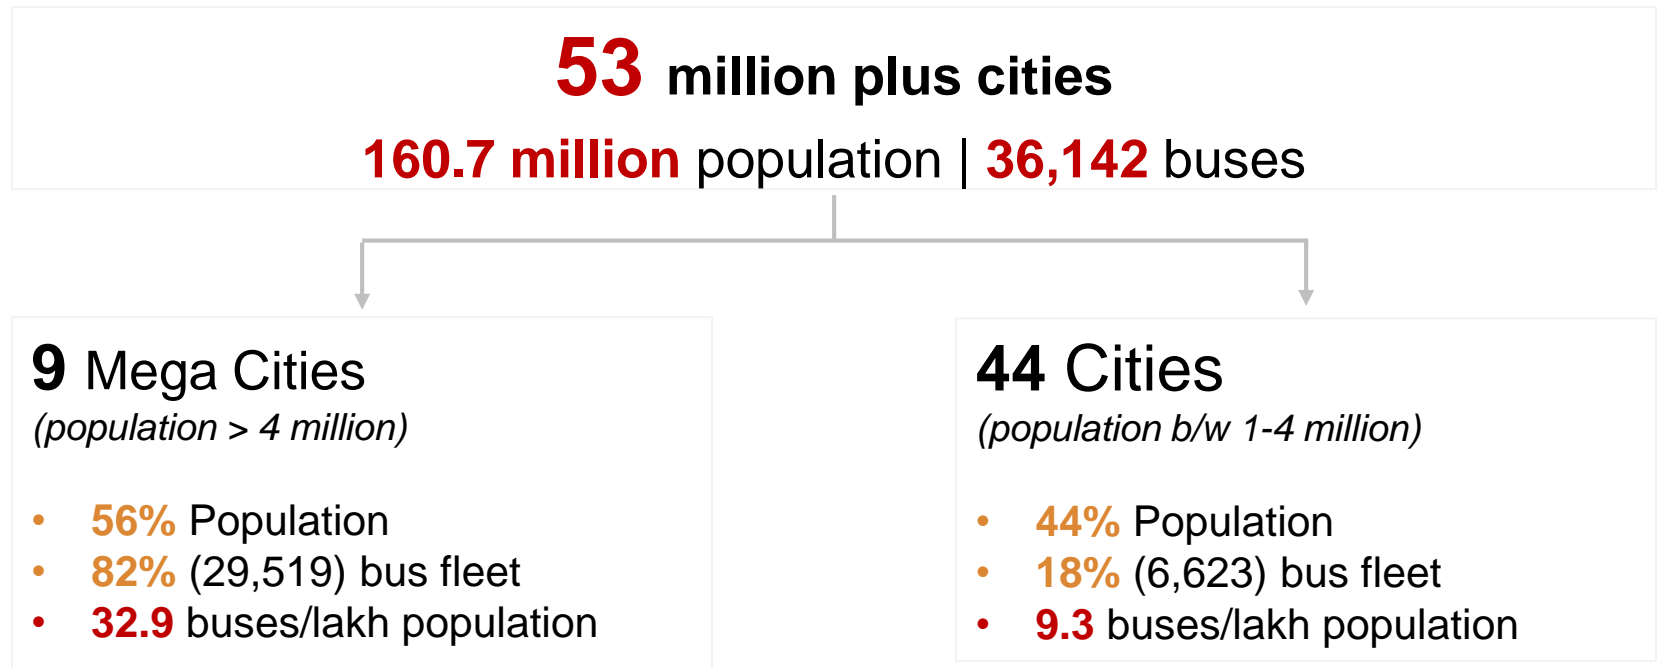 53 million plus cities
160.7 million population | 36,142 buses
9 Mega Cities
(population > 4 million)
• 56% Population
• 82% (29,519) bus fleet
• 32.9 buses/lakh population
44 Cities
(population b/w 1-4 million)
• 44% Population
• 18% (6,623) bus fleet
• 9.3 buses/lakh population